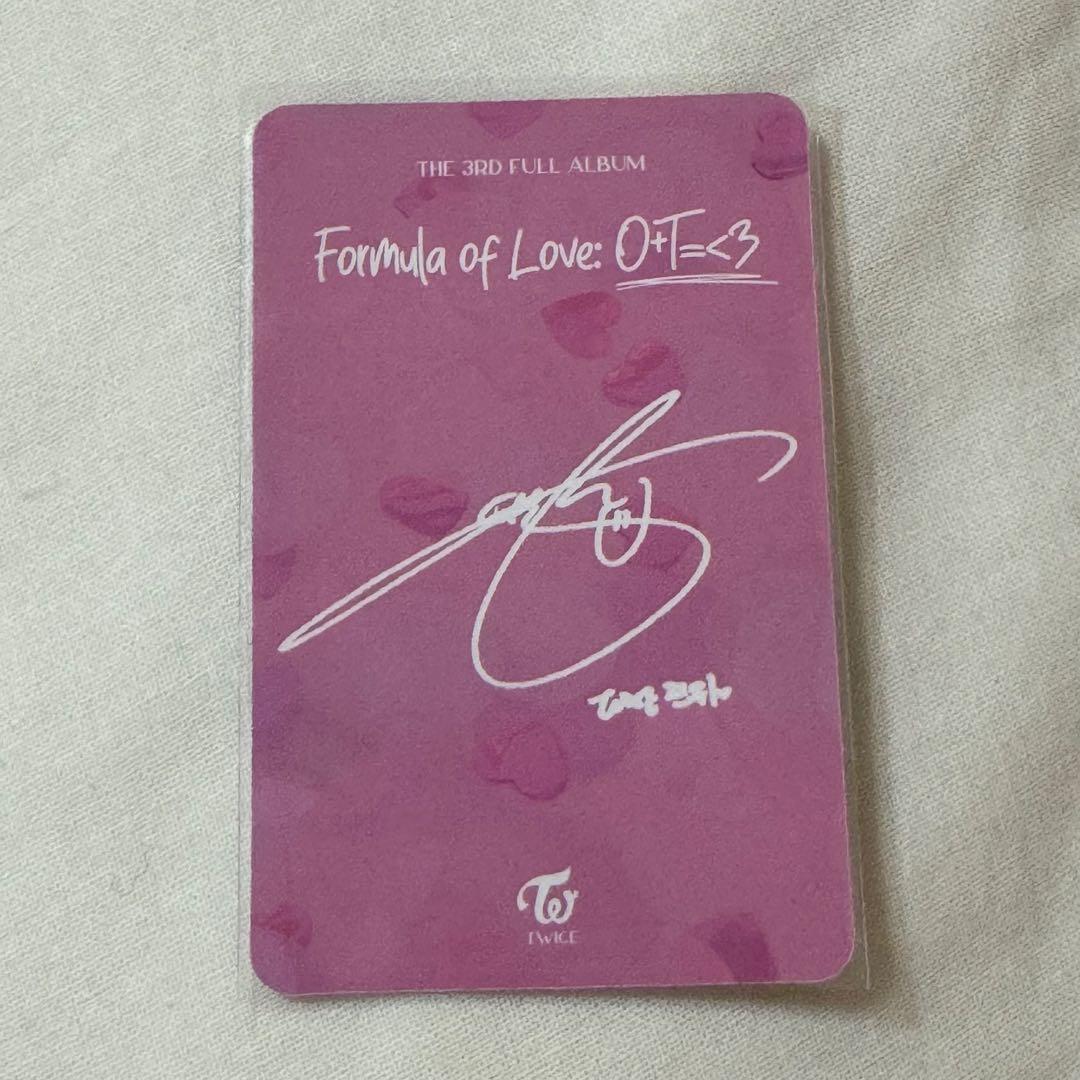 THE 3RD FULL ALBUM
Formula of Love: O+T=<3
TWICE